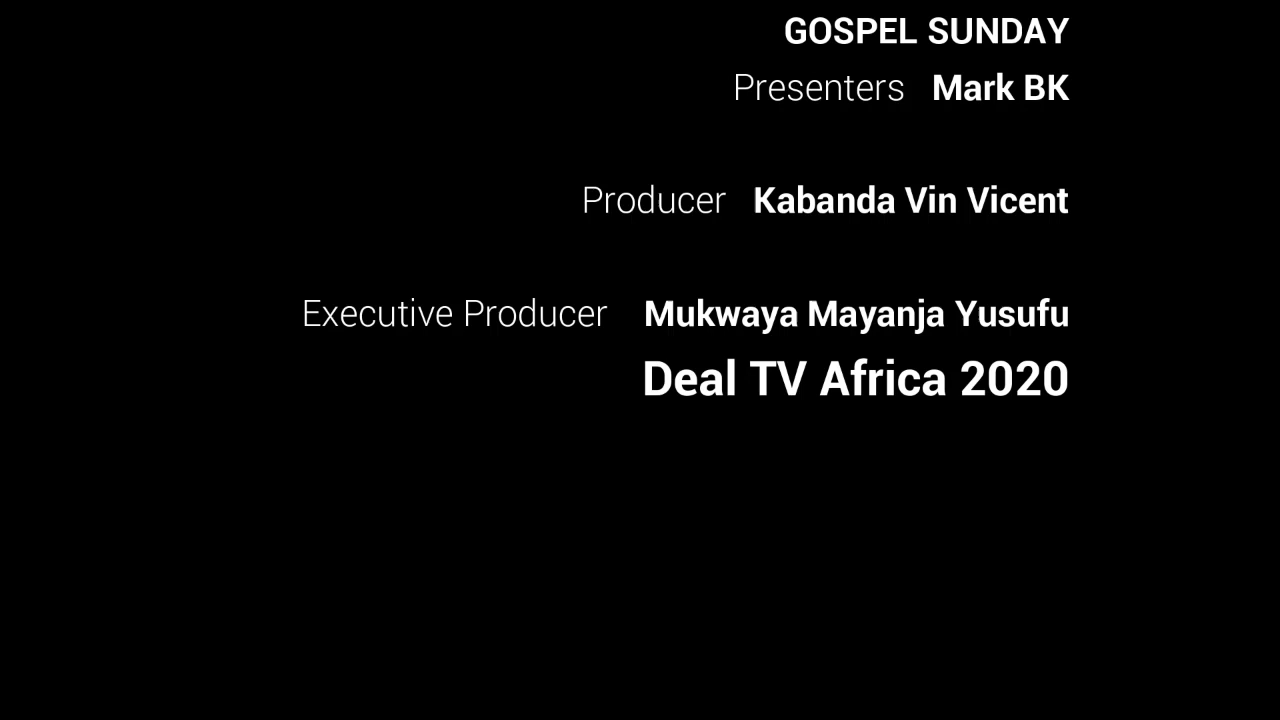 GOSPEL SUNDAY
Presenters Mark BK
Producer Kabanda Vin Vicent
Executive Producer Mukwaya Mayanja Yusufu
Deal TV Africa 2020